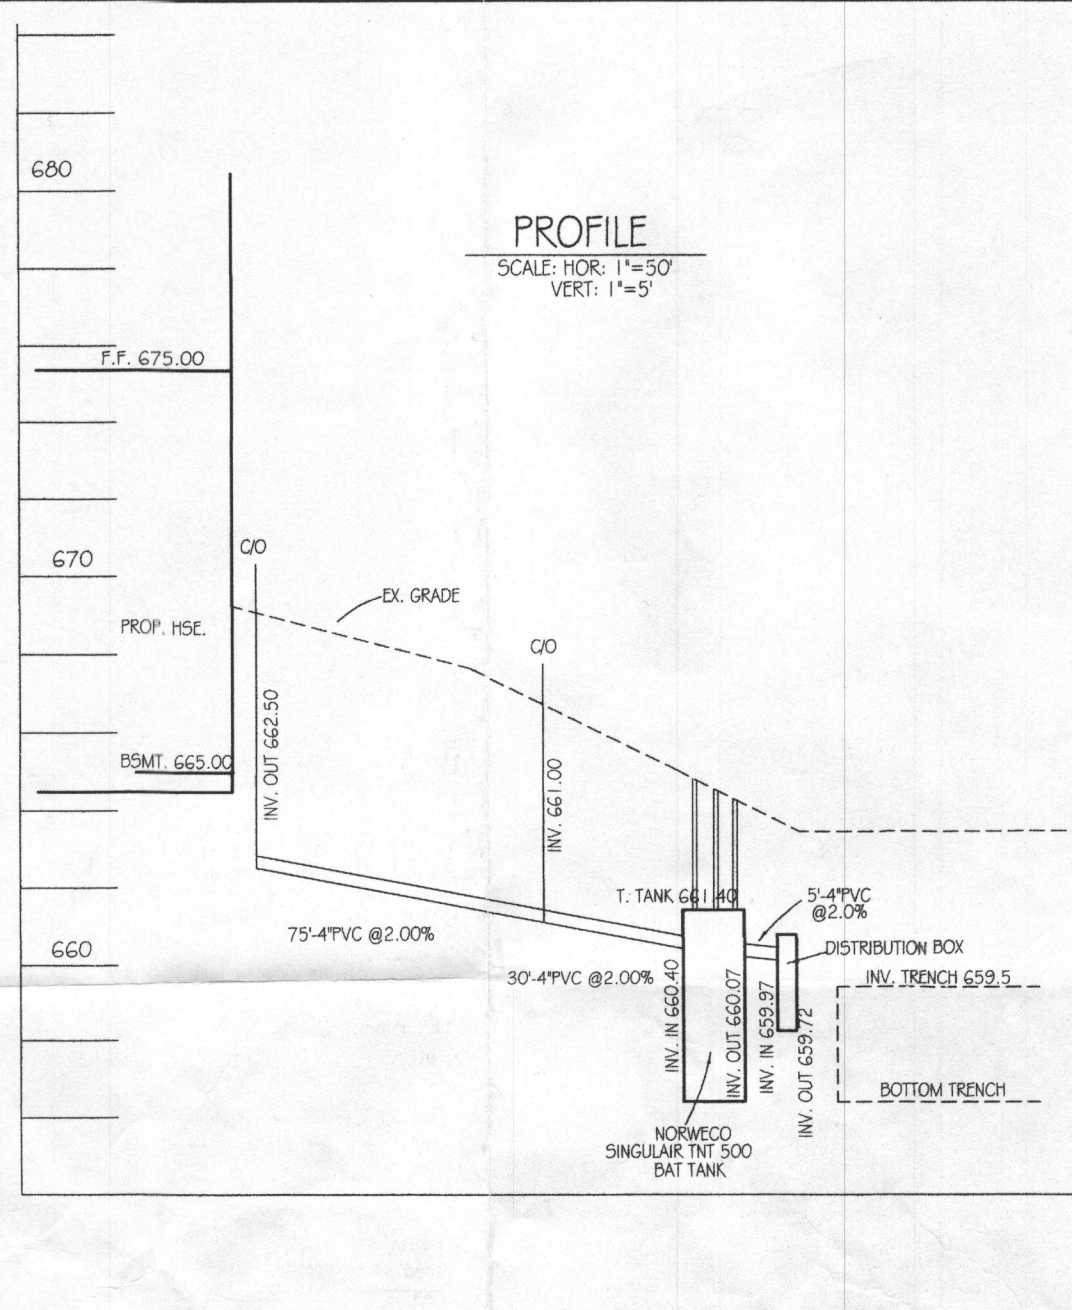 680
PROFILE
SCALE: HOR: 1"=50'
VERT: 1"=5'
F.F. 675.00
C/O
670
EX. GRADE
PROP. HSE.
C/O
INV. OUT 662.50
BSMT. 665.00
INV. 661.00
T. TANK 661.40
5'-4"PVC
@2.0%
75'-4"PVC @2.00%
660
DISTRIBUTION BOX
30'-4"PVC @2.00%
INV. TRENCH 659.5
INV. IN 660.40
INV. OUT 660.07
INV. IN 659.97
INV. OUT 659.72
BOTTOM TRENCH
NORWECO
SINGULAIR TNT 500
BAT TANK